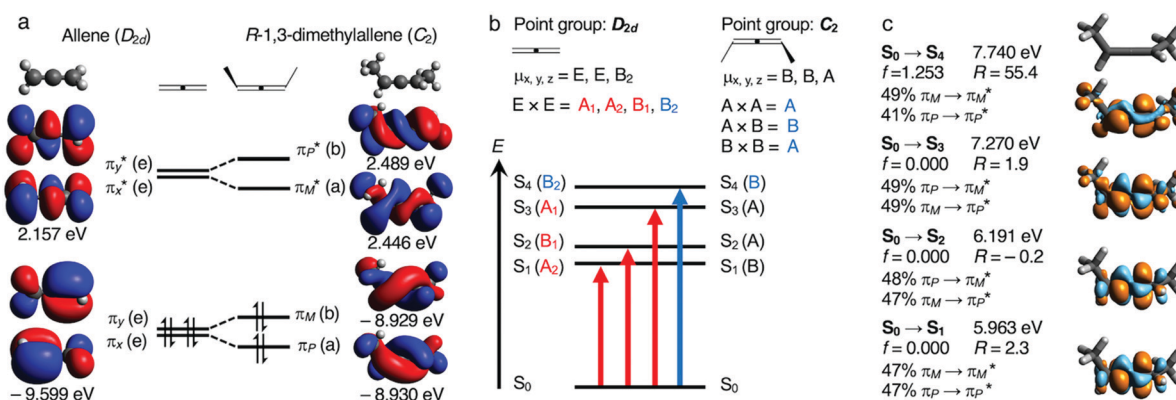 a
Allene (D2d)
R-1,3-dimethylallene (C2)
πy* (e)
πx* (e)
2.157 eV
πP* (b)
πM* (a)
2.489 eV
2.446 eV
πy (e)
πx (e)
– 9.599 eV
πM (b)
πP (a)
– 8.929 eV
– 8.930 eV
b
Point group: D2d
μx, y, z = E, E, B2
E × E = A1, A2, B1, B2
Point group: C2
μx, y, z = B, B, A
A × A = A
A × B = B
B × B = A
E
S4 (B2)
S3 (A1)
S2 (B1)
S1 (A2)
S0
S4 (B)
S3 (A)
S2 (A)
S1 (B)
S0
c
S0 → S4 7.740 eV
f=1.253 R= 55.4
49% πM → πM*
41% πP → πP*
S0 → S3 7.270 eV
f=0.000 R= 1.9
49% πP → πM*
49% πM → πP*
S0 → S2 6.191 eV
f=0.000 R= – 0.2
48% πP → πM*
47% πM → πP*
S0 → S1 5.963 eV
f=0.000 R= 2.3
47% πM → πM*
47% πP → πP*